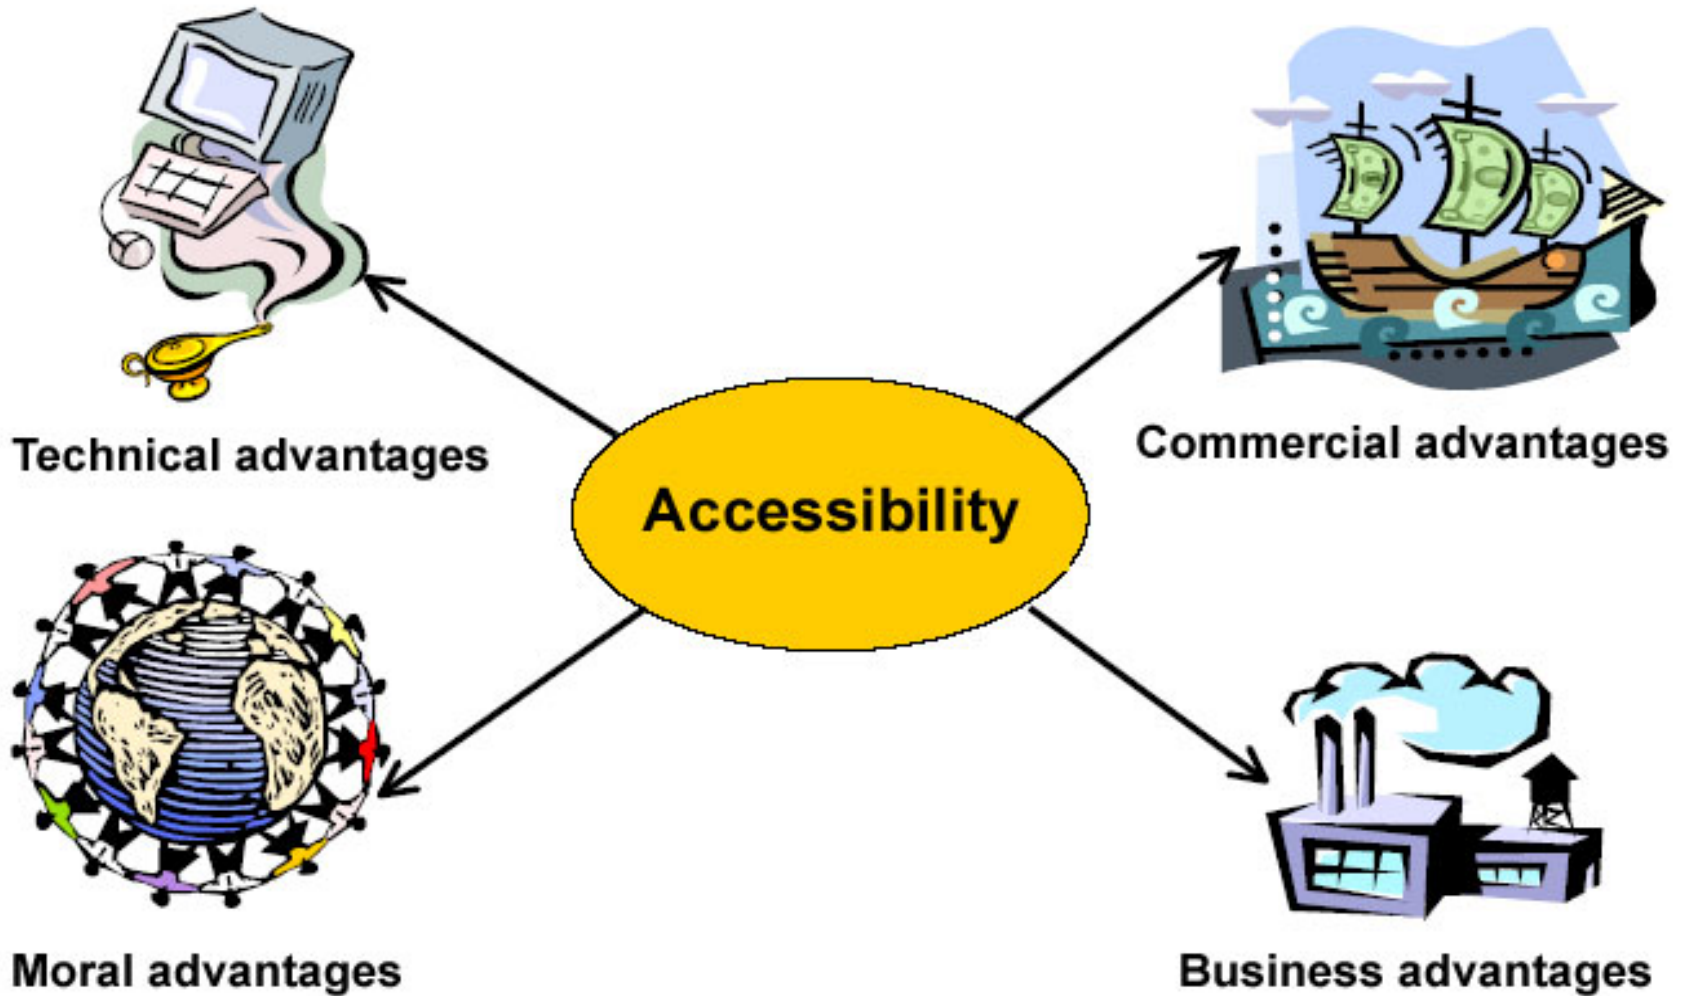 Technical advantages
Commercial advantages
Accessibility
Moral advantages
Business advantages